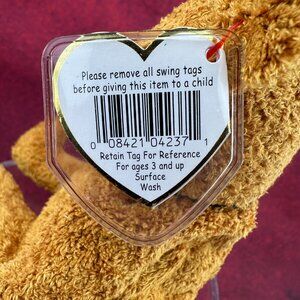 Please remove all swing tags
before giving this item to a child
0 08421 04237 1
Retain Tag For Reference
For ages 3 and up
Surface
Wash